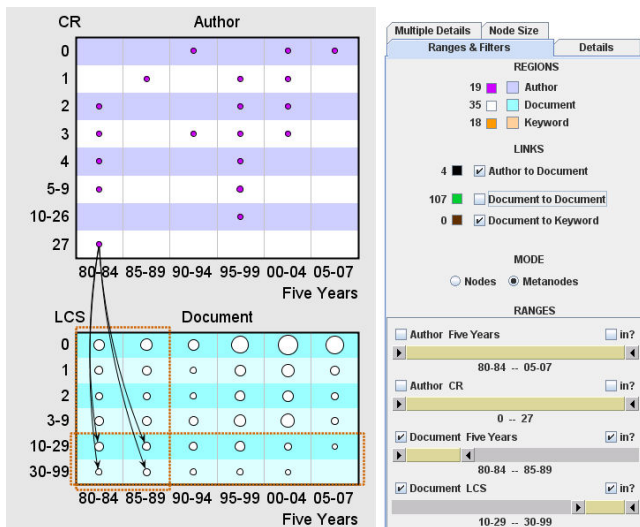 CR Author
0
1
2
3
4
5-9
10-26
27
80-84 85-89 90-94 95-99 00-04 05-07
Five Years
LCS Document
0
1
2
3-9
10-29
30-99
80-84 85-89 90-94 95-99 00-04 05-07
Five Years
Multiple Details Node Size
Ranges & Filters Details
REGIONS
19 Author
35 Document
18 Keyword
LINKS
4 Author to Document
107 Document to Document
0 Document to Keyword
MODE
Nodes Metanodes
RANGES
Author Five Years in?
80-84 -- 05-07
Author CR in?
0 -- 27
Document Five Years in?
80-84 -- 85-89
Document LCS in?
10-29 -- 30-99